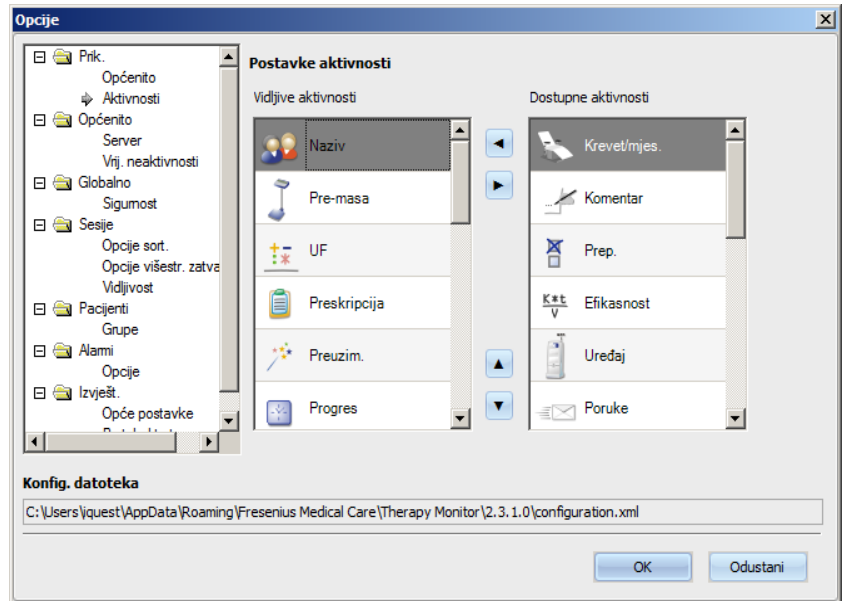 Opcije
Prik.
Općenito
Aktivnosti
Općenito
Server
Vrij. neaktivnosti
Globalno
Sigurnost
Sesije
Opcije sort.
Opcije višestr. zatva
Vidljivost
Pacijenti
Grupe
Alarmi
Opcije
Izvješt.
Opće postavke
Postavke aktivnosti
Vidljive aktivnosti
Naziv
Pre-masa
UF
Preskripcija
Preuzim.
Progres
Dostupne aktivnosti
Krevet/mjes.
Komentar
Prep.
K*t
V
Efikasnost
Uređaj
Poruke
Konfig. datoteka
C:\Users\iquest\AppData\Roaming\Fresenius Medical Care\Therapy Monitor\2.3.1.0\configuration.xml
OK
Odustani